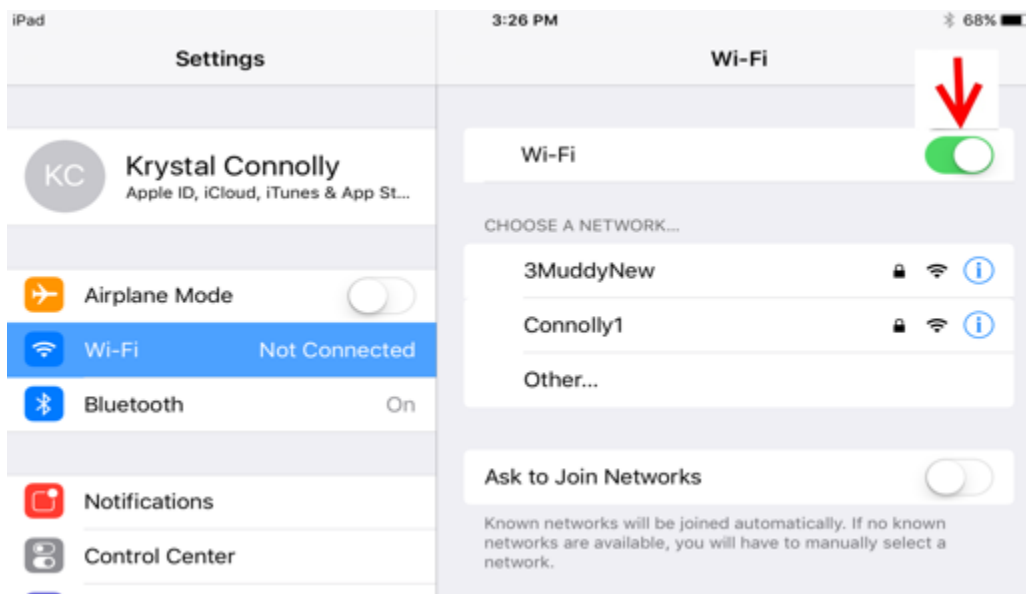 iPad
3:26 PM
68%
Settings
Wi-Fi
KC
Krystal Connolly
Apple ID, iCloud, iTunes & App St...
Airplane Mode
Wi-Fi Not Connected
Bluetooth On
Notifications
Control Center
Wi-Fi
CHOOSE A NETWORK...
3MuddyNew
Connolly1
Other...
Ask to Join Networks
Known networks will be joined automatically. If no known
networks are available, you will have to manually select a
network.